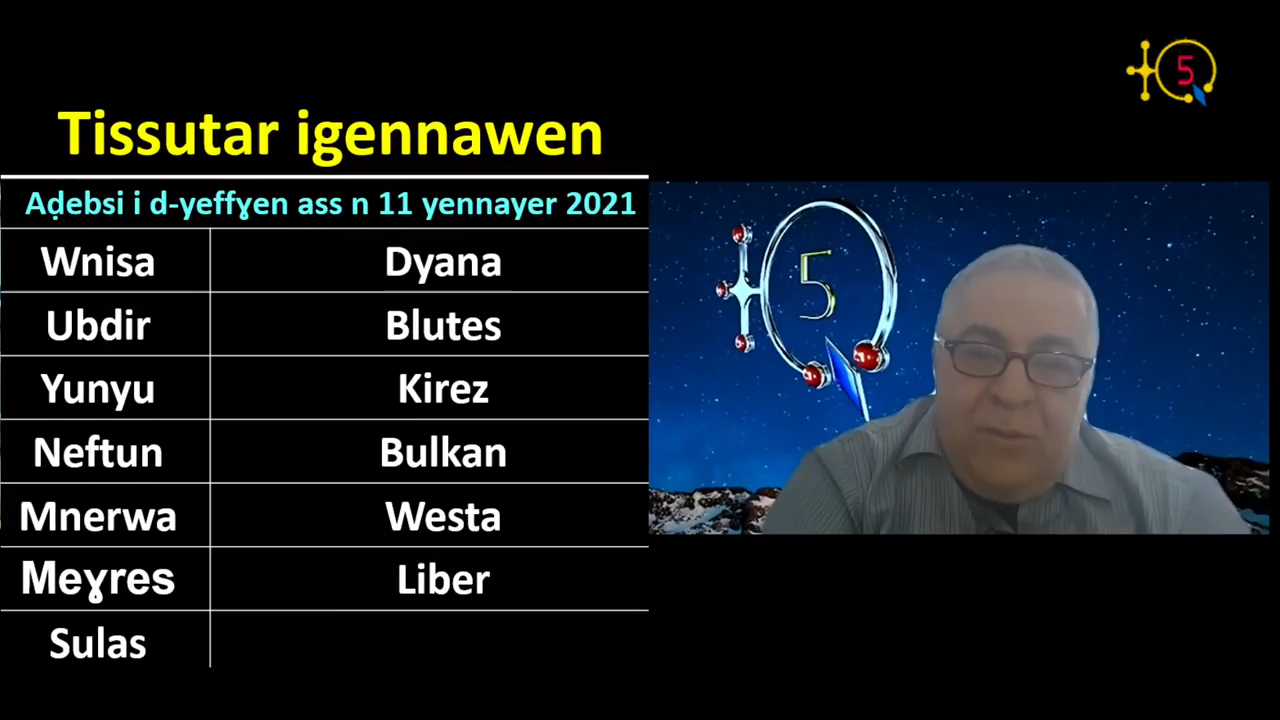 5
Tissutar igennawen
Aḍebsi i d-yeffɣen ass n 11 yennayer 2021
Wnisa Dyana
Ubdir Blutes
Yunyu Kirez
Neftun Bulkan
Mnerwa Westa
Meɣres Liber
Sulas
5